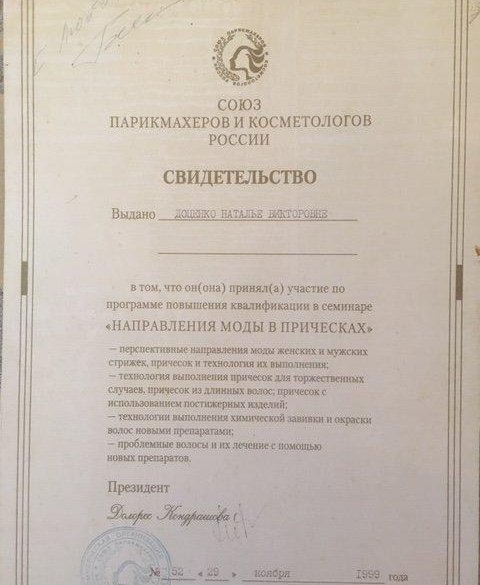 СОЮЗ
ПАРИКМАХЕРОВ И КОСМЕТОЛОГОВ
РОССИИ
СВИДЕТЕЛЬСТВО
Выдано ДОЦЕНКО НАТАЛЬЕ ВИКТОРОВНЕ
в том, что он(она) принял(а) участие по
программе повышения квалификации в семинаре
«НАПРАВЛЕНИЯ МОДЫ В ПРИЧЕСКАХ»
— перспективные направления моды женских и мужских
стрижек, причесок и технология их выполнения;
— технология выполнения причесок для торжественных
случаев, причесок из длинных волос; причесок с
использованием постижерных изделий;
— технологии выполнения химической завивки и окраски
волос новыми препаратами;
— проблемные волосы и их лечение с помощью
новых препаратов.
Президент
Долорес Кондрашова
№ 52 « 29 » ноября 1999 года